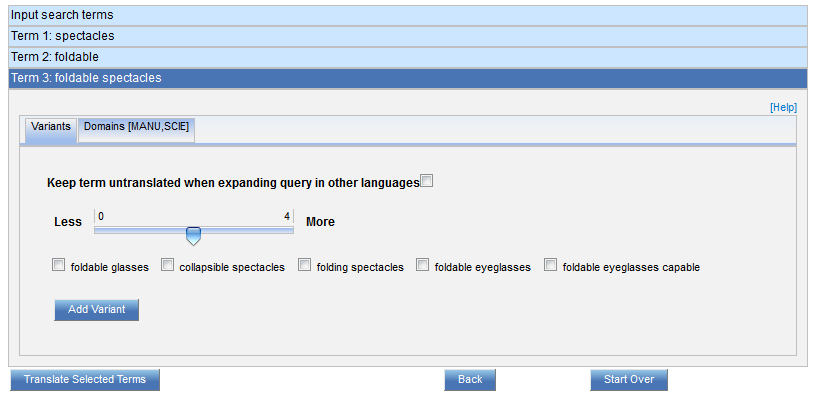 Input search terms
Term 1: spectacles
Term 2: foldable
Term 3: foldable spectacles
[Help]
Variants Domains [MANU,SCIE]
Keep term untranslated when expanding query in other languages
0 4
Less More
foldable glasses collapsible spectacles folding spectacles foldable eyeglasses foldable eyeglasses capable
Add Variant
Translate Selected Terms Back Start Over